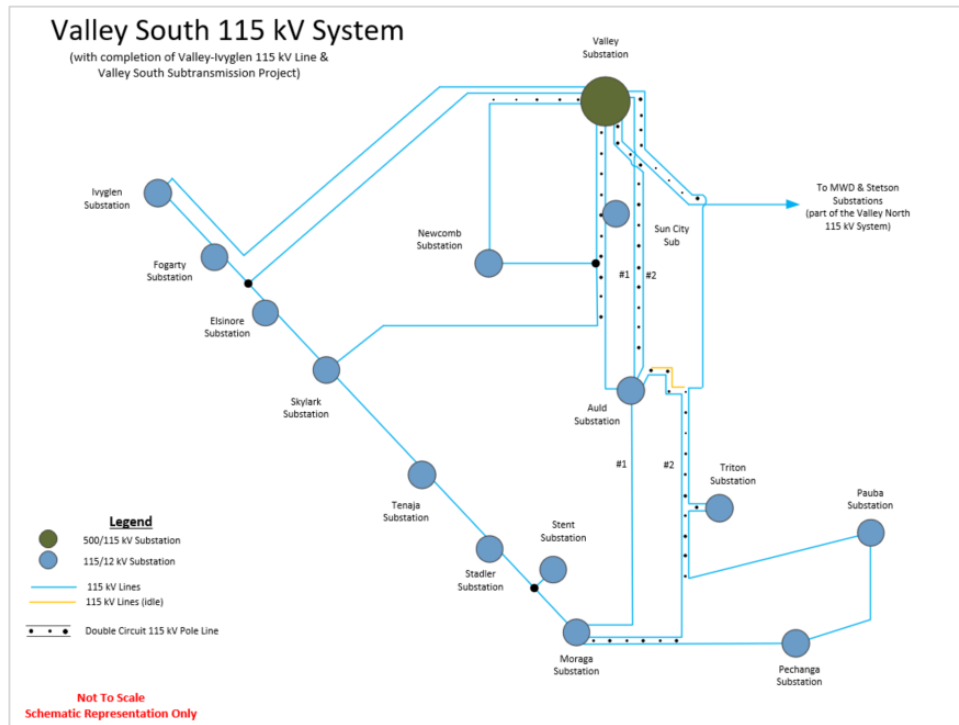 Valley South 115 kV System
(with completion of Valley-Ivyglen 115 kV Line &
Valley South Subtransmission Project)
Valley
Substation
Ivyglen
Substation
To MWD & Stetson
Substations
(part of the Valley North
115 kV System)
Newcomb
Substation
Sun City
Sub
Fogarty
Substation
#1
#2
Elsinore
Substation
Skylark
Substation
Auld
Substation
#1
#2
Triton
Substation
Pauba
Substation
Tenaja
Substation
Stent
Substation
Stadler
Substation
Legend
500/115 kV Substation
115/12 kV Substation
115 kV Lines
115 kV Lines (idle)
Double Circuit 115 kV Pole Line
Moraga
Substation
Pechanga
Substation
Not To Scale
Schematic Representation Only